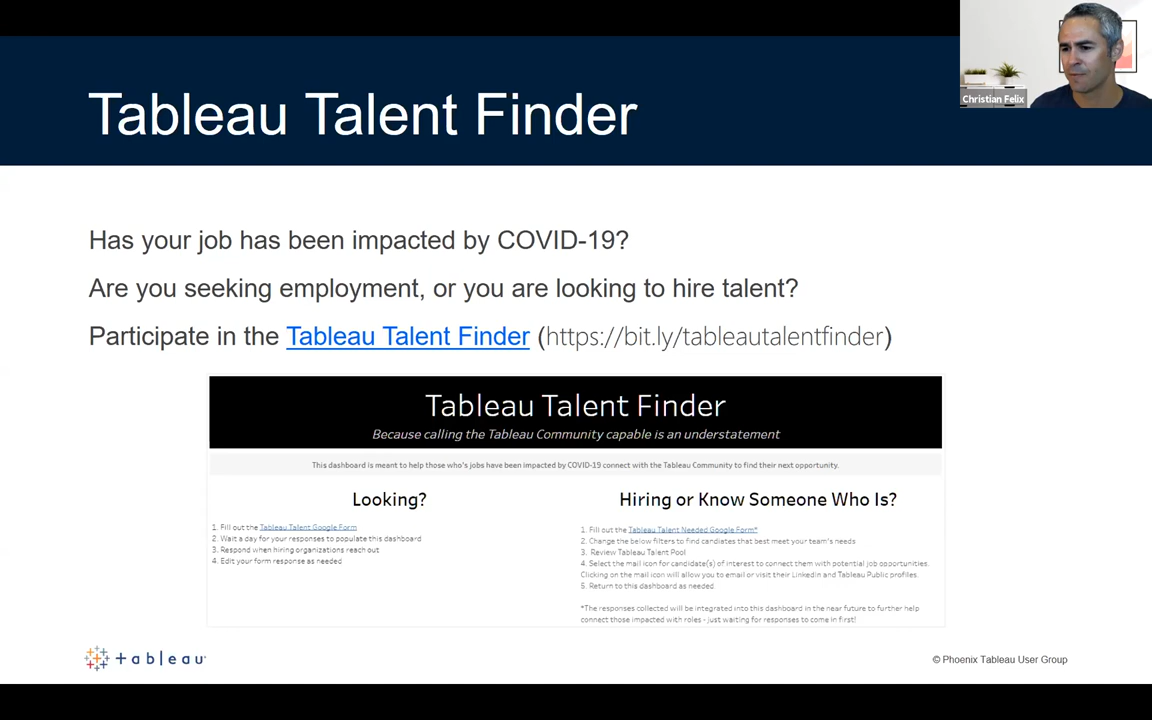 Tableau Talent Finder
Christian Felix
Has your job has been impacted by COVID-19?
Are you seeking employment, or you are looking to hire talent?
Participate in the Tableau Talent Finder (https://bit.ly/tableautalentfinder)
Tableau Talent Finder
Because calling the Tableau Community capable is an understatement
This dashboard is meant to help those who's jobs have been impacted by COVID-19 connect with the Tableau Community to find their next opportunity.
Looking?
1. Fill out the Tableau Talent Google Form
2. Wait a day for your responses to populate this dashboard
3. Respond when hiring organizations reach out
4. Edit your form response as needed
Hiring or Know Someone Who Is?
1. Fill out the Tableau Talent Needed Google Form*
2. Change the below filters to find candidates that best meet your team's needs
3. Review Tableau Talent Pool
4. Select the mail icon for candidate(s) of interest to connect them with potential job opportunities.
Clicking on the mail icon will allow you to email or visit their LinkedIn and Tableau Public profiles.
5. Return to this dashboard as needed
*The responses collected will be integrated into this dashboard in the near future to further help
connect those impacted with roles - just waiting for responses to come in first!
+ableau
© Phoenix Tableau User Group